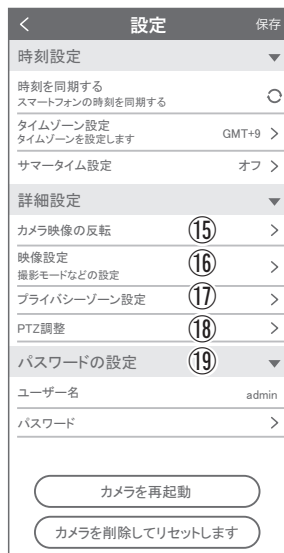 設定
保存
時刻設定
時刻を同期する
スマートフォンの時刻を同期する
タイムゾーン設定
タイムゾーンを設定します
GMT+9
サマータイム設定
オフ
詳細設定
カメラ映像の反転
⑮
映像設定
撮影モードなどの設定
⑯
プライバシーゾーン設定
⑰
PTZ調整
⑱
パスワードの設定
⑲
ユーザー名
admin
パスワード
カメラを再起動
カメラを削除してリセットします